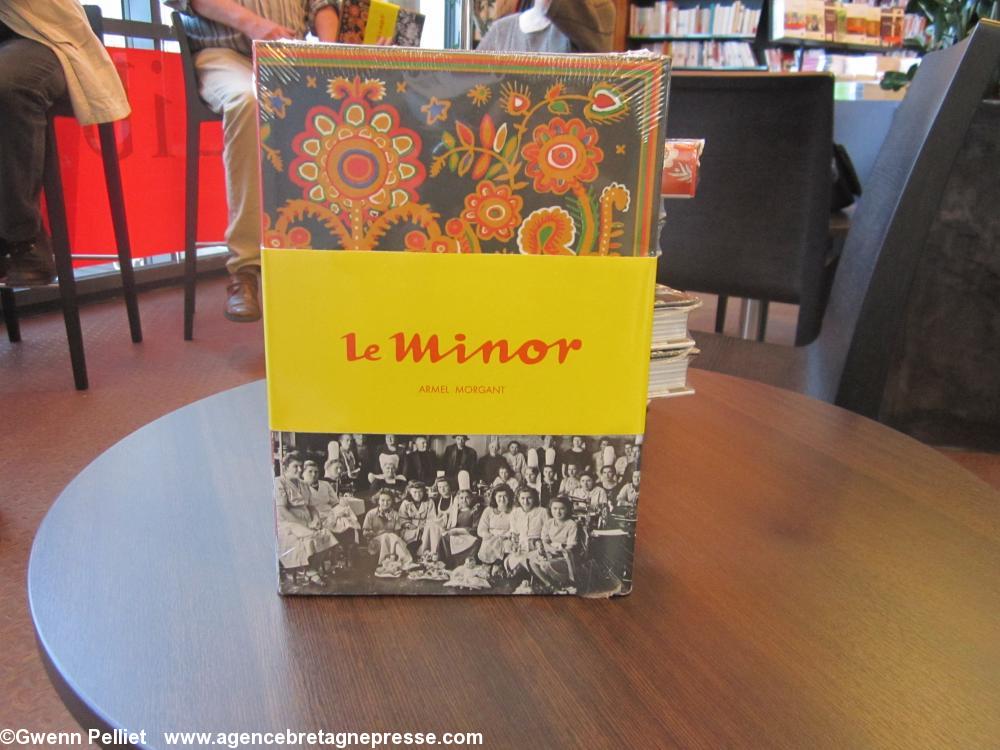 Le Minor
ARMEL MORGANT
©Gwenn Pelliet www.agencebretagnepresse.com